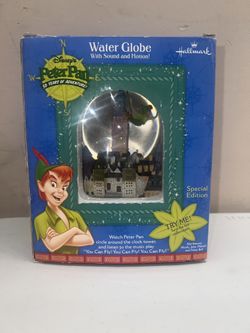 Disney's
Peter Pan
50 YEARS OF ADVENTURE!
Water Globe
With Sound and Motion!
Hallmark
Special
Edition
TRY ME!
Watch Peter Pan
circle around the clock tower,
and listen to the music play
"You Can Fly! You Can Fly! You Can Fly!"